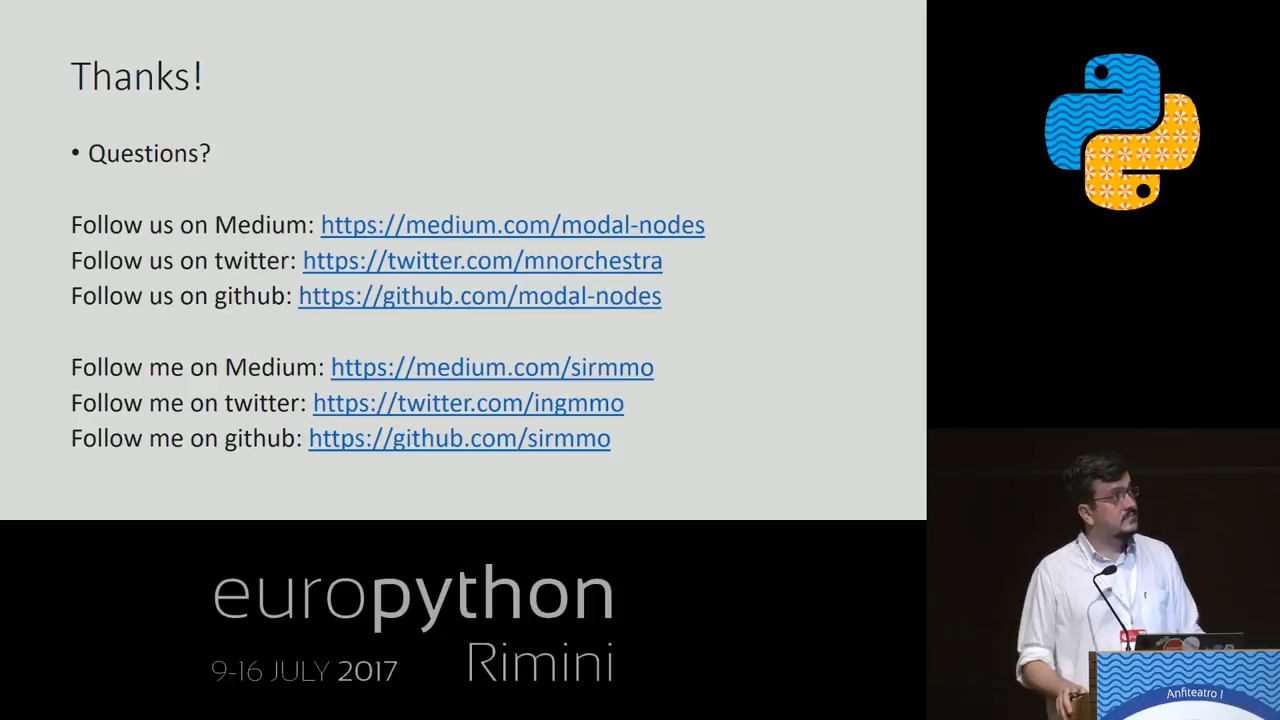 Thanks!
• Questions?
Follow us on Medium: https://medium.com/modal-nodes
Follow us on twitter: https://twitter.com/mnorchestra
Follow us on github: https://github.com/modal-nodes
Follow me on Medium: https://medium.com/sirmmo
Follow me on twitter: https://twitter.com/ingmmo
Follow me on github: https://github.com/sirmmo
europython
Rimini
9-16 JULY 2017
Anfiteatro 1